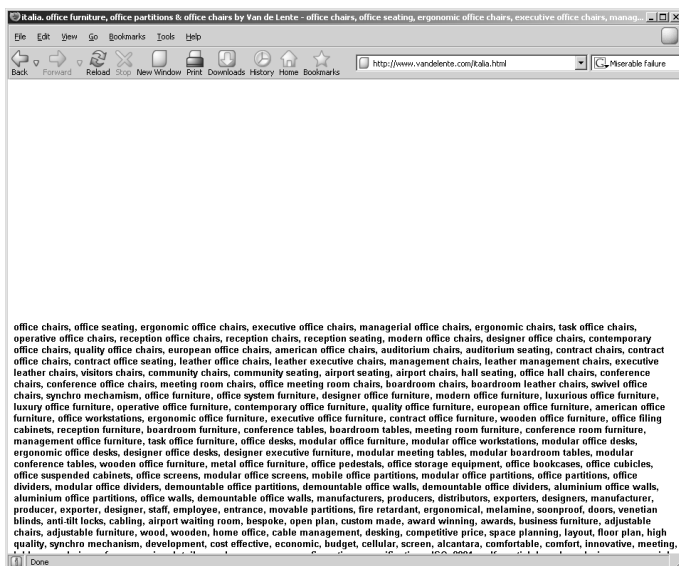 italia. office furniture, office partitions & office chairs by Van de Lente - office chairs, office seating, ergonomic office chairs, executive office chairs, manag...
File Edit View Go Bookmarks Tools Help
http://www.vandelente.com/italia.html Miserable failure
Back Forward Reload Stop New Window Print Downloads History Home Bookmarks
office chairs, office seating, ergonomic office chairs, executive office chairs, managerial office chairs, ergonomic chairs, task office chairs,
operative office chairs, reception office chairs, reception chairs, reception seating, modern office chairs, designer office chairs, contemporary
office chairs, quality office chairs, european office chairs, american office chairs, auditorium chairs, auditorium seating, contract chairs, contract
office chairs, contract office seating, leather office chairs, leather executive chairs, management chairs, leather management chairs, executive
leather chairs, visitors chairs, community chairs, community seating, airport seating, airport chairs, hall seating, office hall chairs, conference
chairs, conference office chairs, meeting room chairs, office meeting room chairs, boardroom chairs, boardroom leather chairs, swivel office
chairs, synchro mechamism, office furniture, office system furniture, designer office furniture, modern office furniture, luxurious office furniture,
luxury office furniture, operative office furniture, contemporary office furniture, quality office furniture, european office furniture, american office
furniture, office workstations, ergonomic office furniture, executive office furniture, contract office furniture, wooden office furniture, office filing
cabinets, reception furniture, boardroom furniture, conference tables, boardroom tables, meeting room furniture, conference room furniture,
management office furniture, task office furniture, office desks, modular office furniture, modular office workstations, modular office desks,
ergonomic office desks, designer office desks, designer executive furniture, modular meeting tables, modular boardroom tables, modular
conference tables, wooden office furniture, metal office furniture, office pedestals, office storage equipment, office bookcases, office cubicles,
office suspended cabinets, office screens, modular office screens, mobile office partitions, modular office partitions, office partitions, office
dividers, modular office dividers, demountable office partitions, demountable office walls, demountable office dividers, aluminium office walls,
aluminium office partitions, office walls, demountable office walls, manufacturers, producers, distributors, exporters, designers, manufacturer,
producer, exporter, designer, staff, employee, entrance, movable partitions, fire retardant, ergonomical, melamine, soonproof, doors, venetian
blinds, anti-tilt locks, cabling, airport waiting room, bespoke, open plan, custom made, award winning, awards, business furniture, adjustable
chairs, adjustable furniture, wood, wooden, home office, cable management, desking, competitive price, space planning, layout, floor plan, high
quality, synchro mechanism, development, cost effective, economic, budget, cellular, screen, alcantara, comfortable, comfort, innovative, meeting,
Done